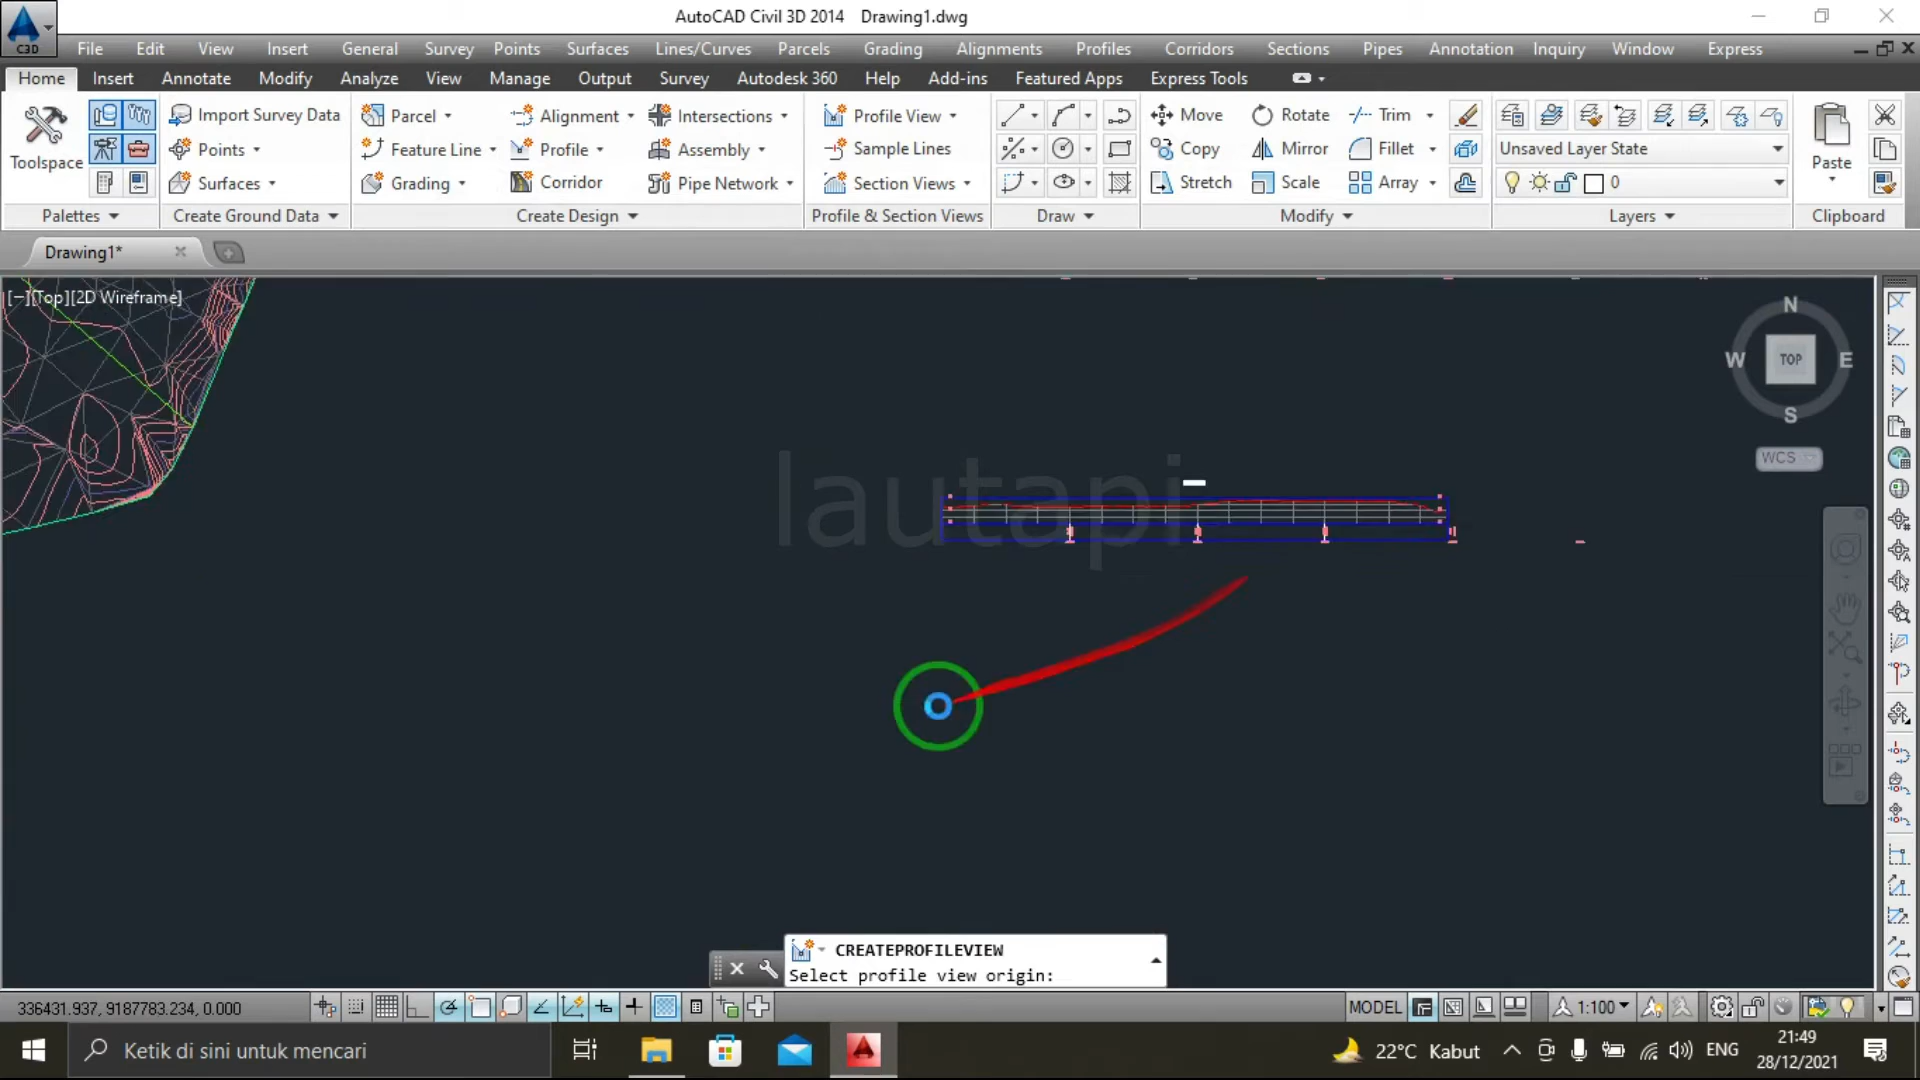 AutoCAD Civil 3D 2014 Drawing1.dwg
C3D
File Edit View Insert General Survey Points Surfaces Lines/Curves Parcels Grading Alignments Profiles Corridors Sections Pipes Annotation Inquiry Window Express
Home Insert Annotate Modify Analyze View Manage Output Survey Autodesk 360 Help Add-ins Featured Apps Express Tools
Import Survey Data Parcel Alignment Intersections Profile View Move Rotate Trim
Toolspace Points Feature Line Profile Assembly Sample Lines Copy Mirror Fillet Unsaved Layer State Paste
Surfaces Grading Corridor Pipe Network Section Views Stretch Scale Array 0
Palettes Create Ground Data Create Design Profile & Section Views Draw Modify Layers Clipboard
Drawing1*
[−][Top][2D Wireframe]
N
W TOP E
S
WCS
lautapi
CREATEPROFILEVIEW
Select profile view origin:
336431.937, 9187783.234, 0.000 MODEL 1:100
Ketik di sini untuk mencari 22°C Kabut ENG 21:49
28/12/2021